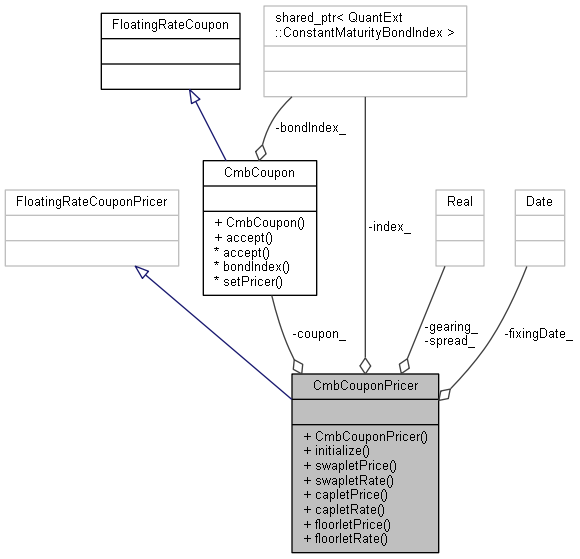 FloatingRateCoupon
shared_ptr< QuantExt
::ConstantMaturityBondIndex >
-bondIndex_
CmbCoupon
+ CmbCoupon()
+ accept()
* accept()
* bondIndex()
* setPricer()
FloatingRateCouponPricer
Real
Date
-index_
-coupon_
-gearing_
-spread_
-fixingDate_
CmbCouponPricer
+ CmbCouponPricer()
+ initialize()
+ swapletPrice()
+ swapletRate()
+ capletPrice()
+ capletRate()
+ floorletPrice()
+ floorletRate()